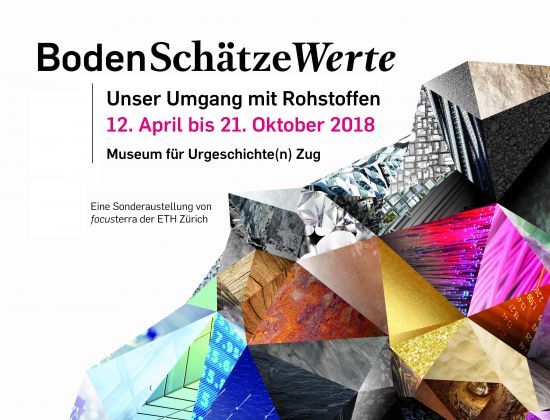 BodenSchätzeWerte
Unser Umgang mit Rohstoffen
12. April bis 21. Oktober 2018
Museum für Urgeschichte(n) Zug
Eine Sonderaustellung von
focusterra der ETH Zürich